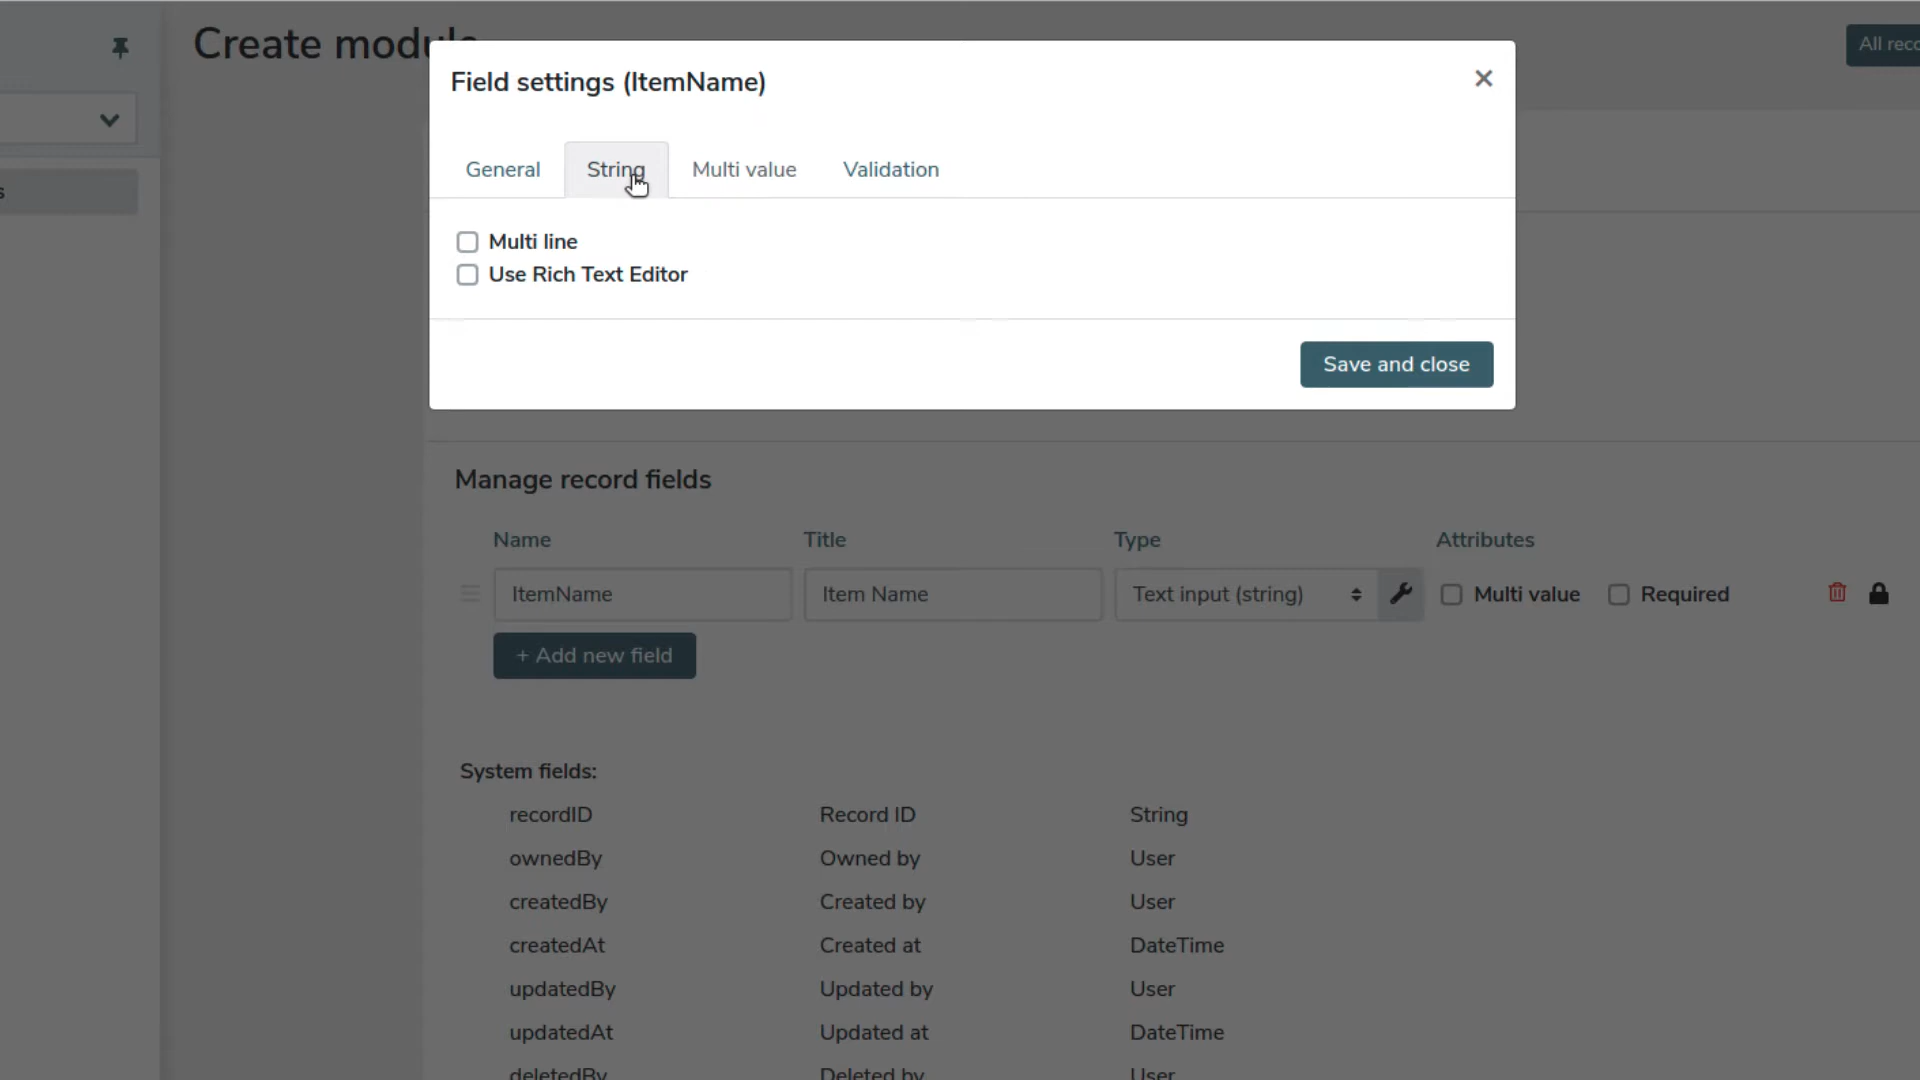 Create modul
All reco
Field settings (ItemName)
General String Multi value Validation
Multi line
Use Rich Text Editor
Save and close
s
Manage record fields
Name Title Type Attributes
ItemName Item Name Text input (string) Multi value Required
+ Add new field
System fields:
recordID Record ID String
ownedBy Owned by User
createdBy Created by User
createdAt Created at DateTime
updatedBy Updated by User
updatedAt Updated at DateTime
deletedBy Deleted by User